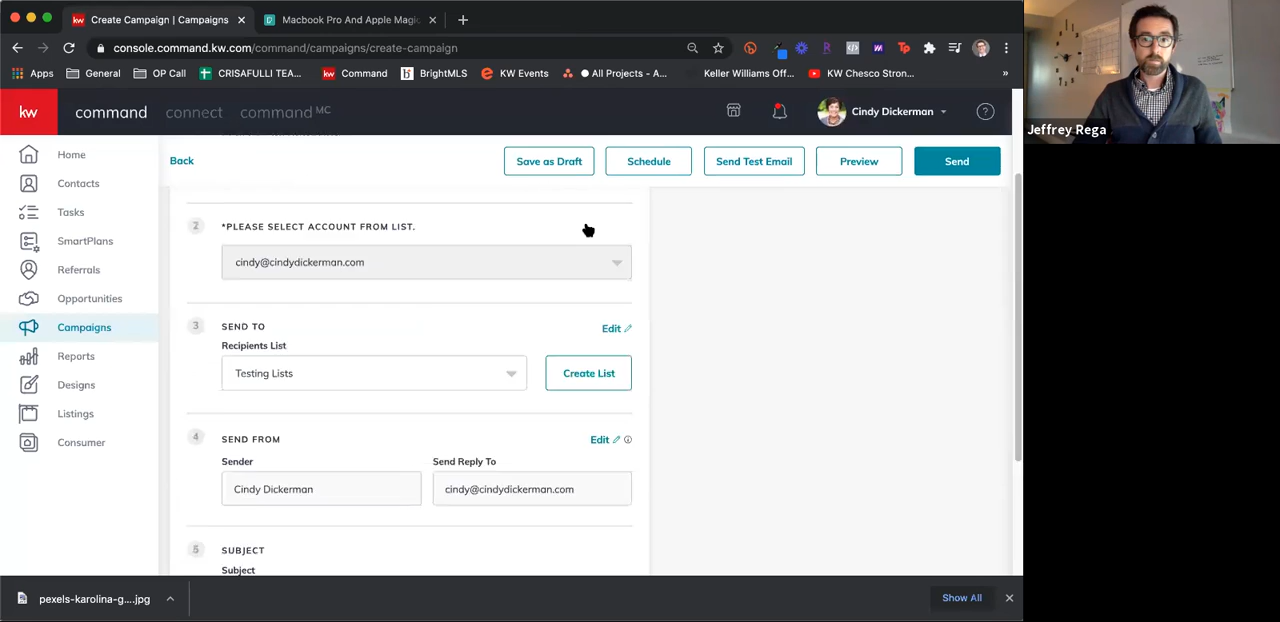 Create Campaign | Campaigns
Macbook Pro And Apple Magic
console.command.kw.com/command/campaigns/create-campaign
Apps
General
OP Call
CRISAFULLI TEA...
Command
BrightMLS
KW Events
All Projects - A...
Keller Williams Off...
KW Chesco Stron...
»
kw
command
connect
command MC
Cindy Dickerman
?
Jeffrey Rega
Home
Contacts
Tasks
SmartPlans
Referrals
Opportunities
Campaigns
Reports
Designs
Listings
Consumer
Back
Save as Draft
Schedule
Send Test Email
Preview
Send
2
*PLEASE SELECT ACCOUNT FROM LIST.
cindy@cindydickerman.com
3
SEND TO
Edit
Recipients List
Testing Lists
Create List
4
SEND FROM
Edit
Sender
Send Reply To
Cindy Dickerman
cindy@cindydickerman.com
5
SUBJECT
Subject
pexels-karolina-g....jpg
Show All